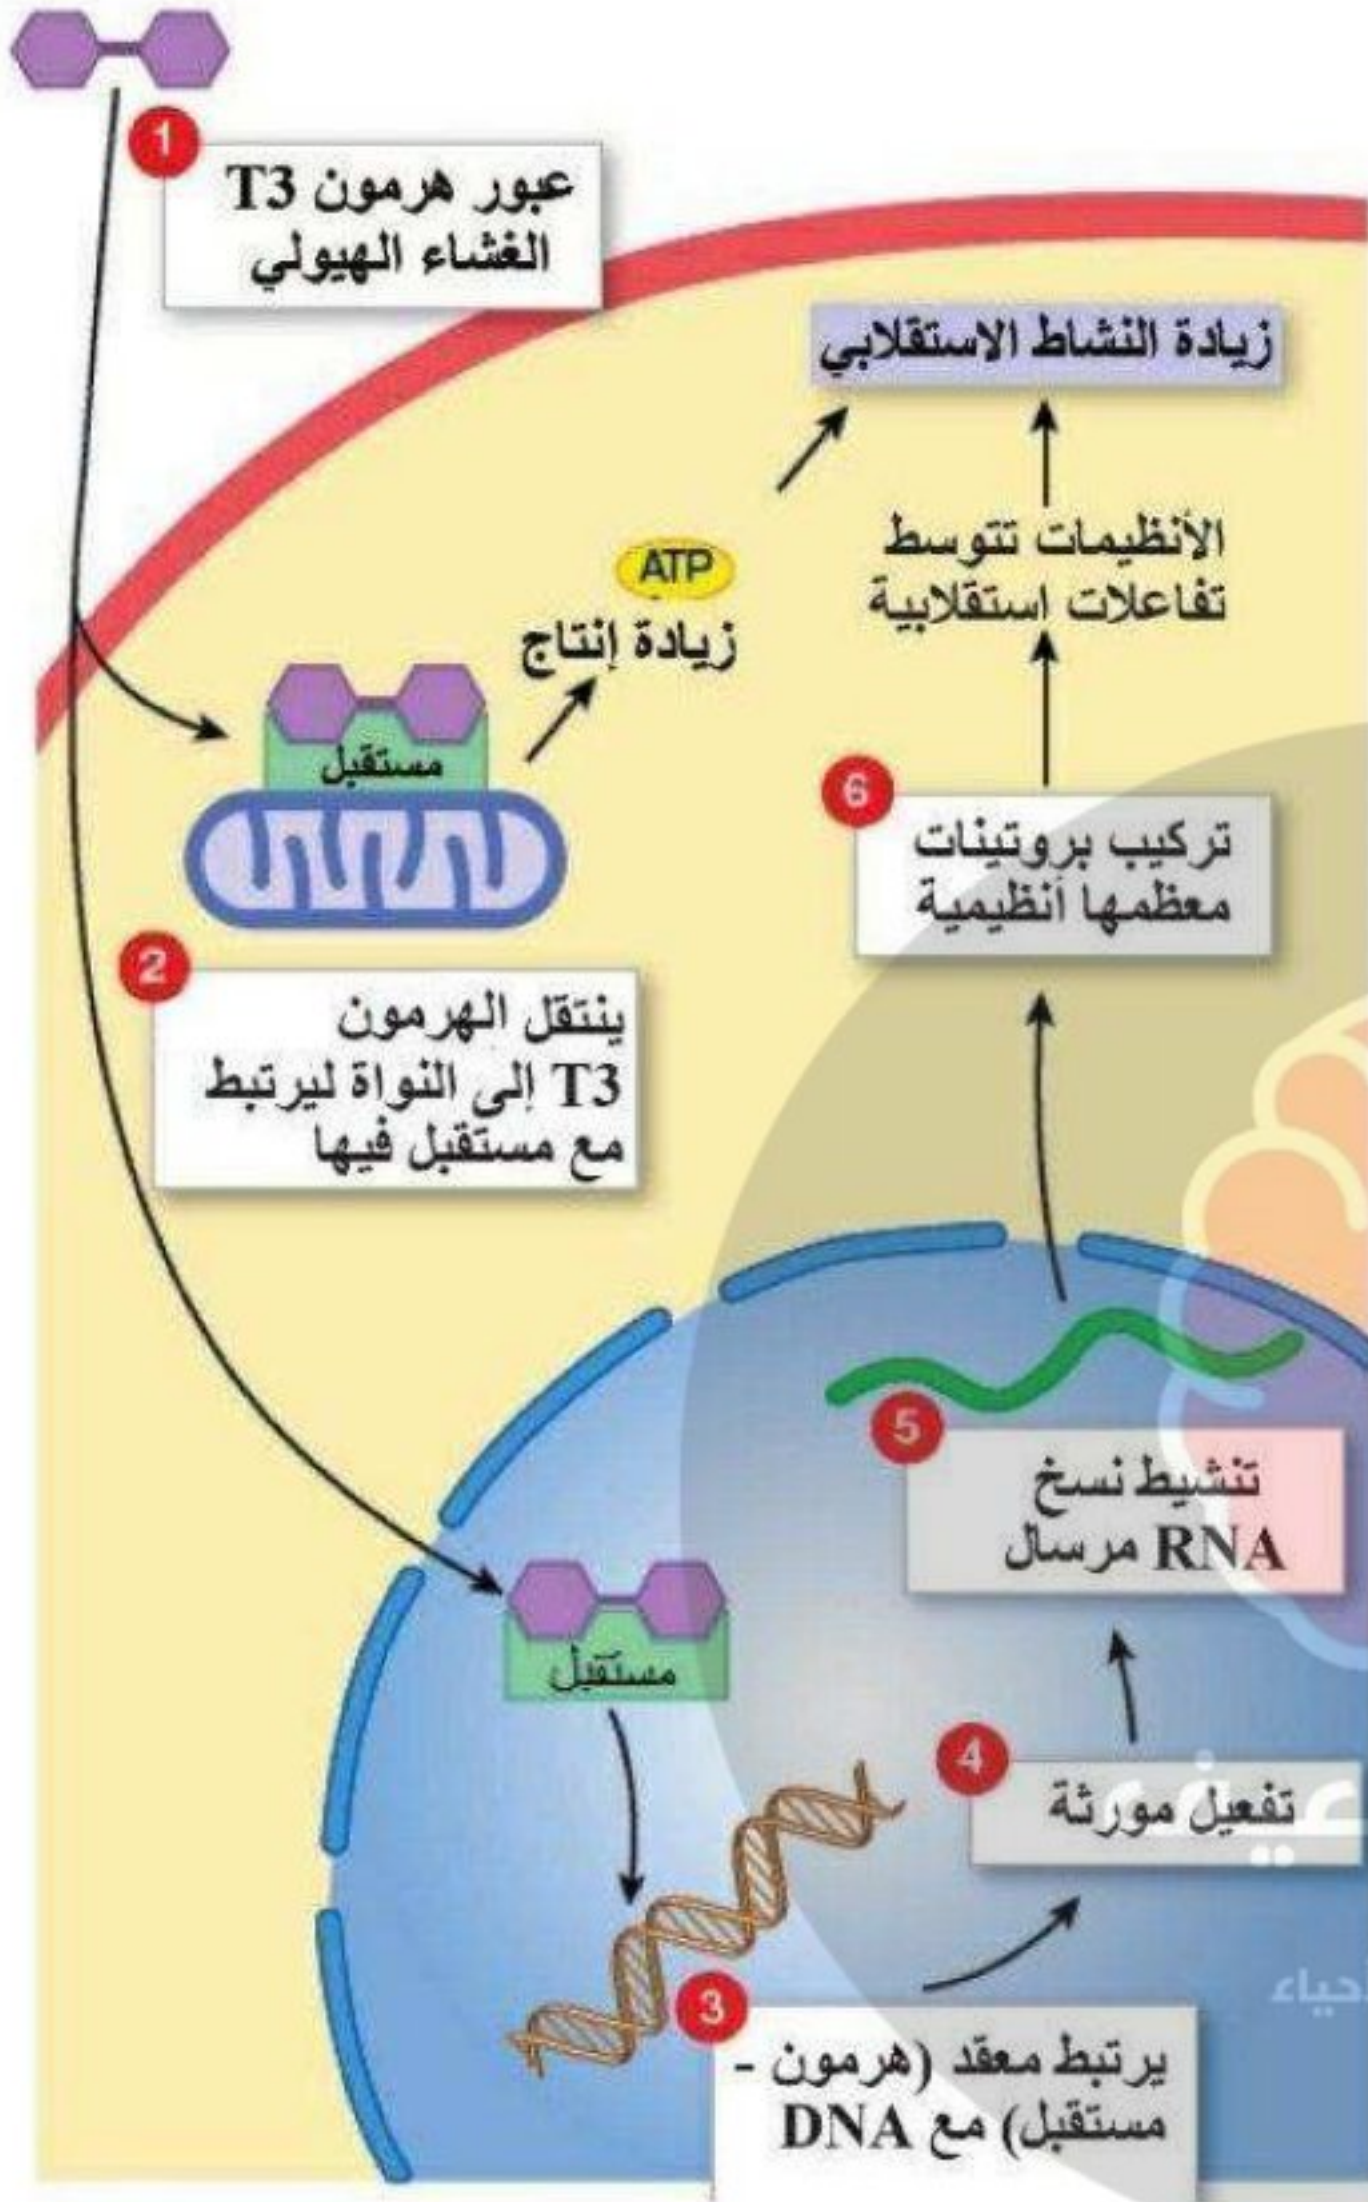 1
عبور هرمون T3
الغشاء الهيولي
زيادة النشاط الاستقلابي
الأنظيمات تتوسط
تفاعلات استقلابية
ATP
زيادة إنتاج
مستقبل
6
تركيب بروتينات
معظمها أنظيمية
2
ينتقل الهرمون
T3 إلى النواة ليرتبط
مع مستقبل فيها
5
تنشيط نسخ
RNA مرسال
مستقبل
4
تفعيل مورثة
3
يرتبط معقد (هرمون -
مستقبل) مع DNA